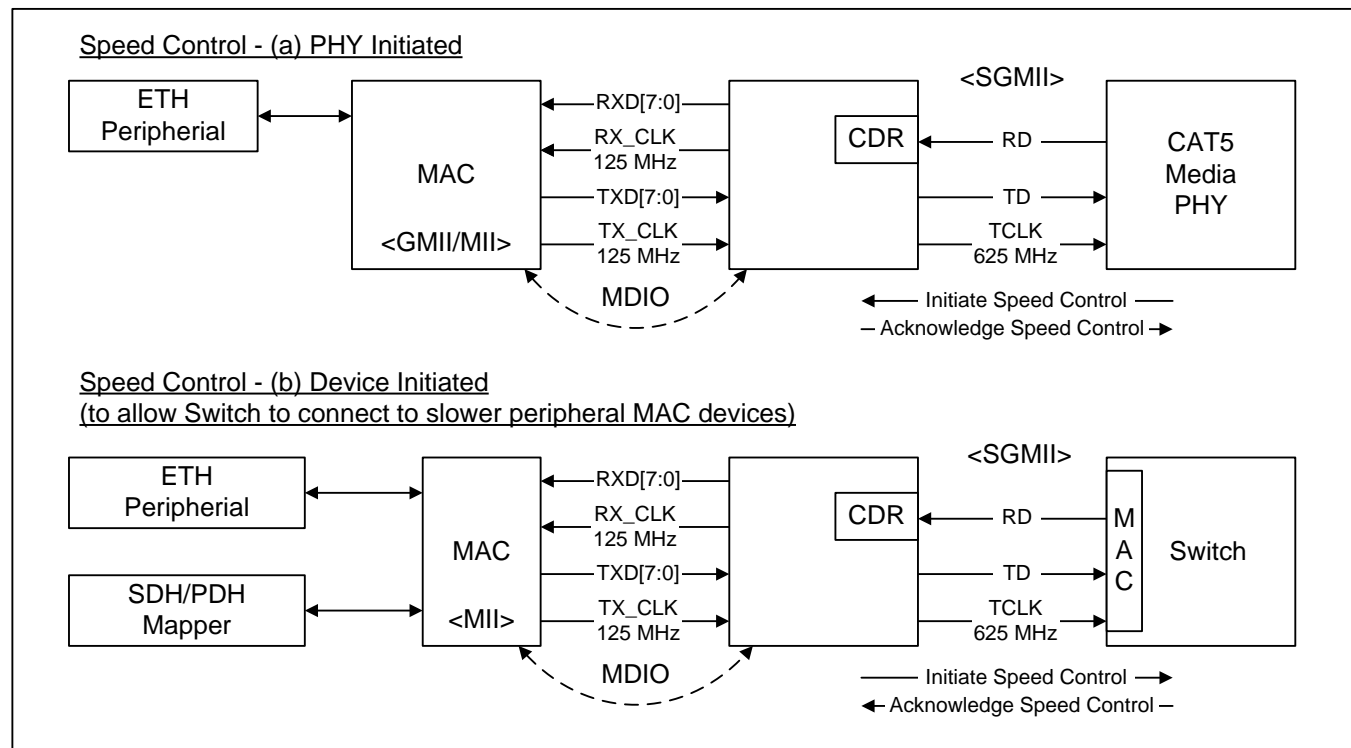 Speed Control - (a) PHY Initiated
<SGMII>
ETH
Peripherial
MAC
<GMII/MII>
RXD[7:0]
RX_CLK
125 MHz
TXD[7:0]
TX_CLK
125 MHz
MDIO
CDR
RD
TD
TCLK
625 MHz
CAT5
Media
PHY
Initiate Speed Control
Acknowledge Speed Control
Speed Control - (b) Device Initiated
(to allow Switch to connect to slower peripheral MAC devices)
<SGMII>
ETH
Peripherial
SDH/PDH
Mapper
MAC
<MII>
RXD[7:0]
RX_CLK
125 MHz
TXD[7:0]
TX_CLK
125 MHz
MDIO
CDR
RD
TD
TCLK
625 MHz
M
A
C
Switch
Initiate Speed Control
Acknowledge Speed Control